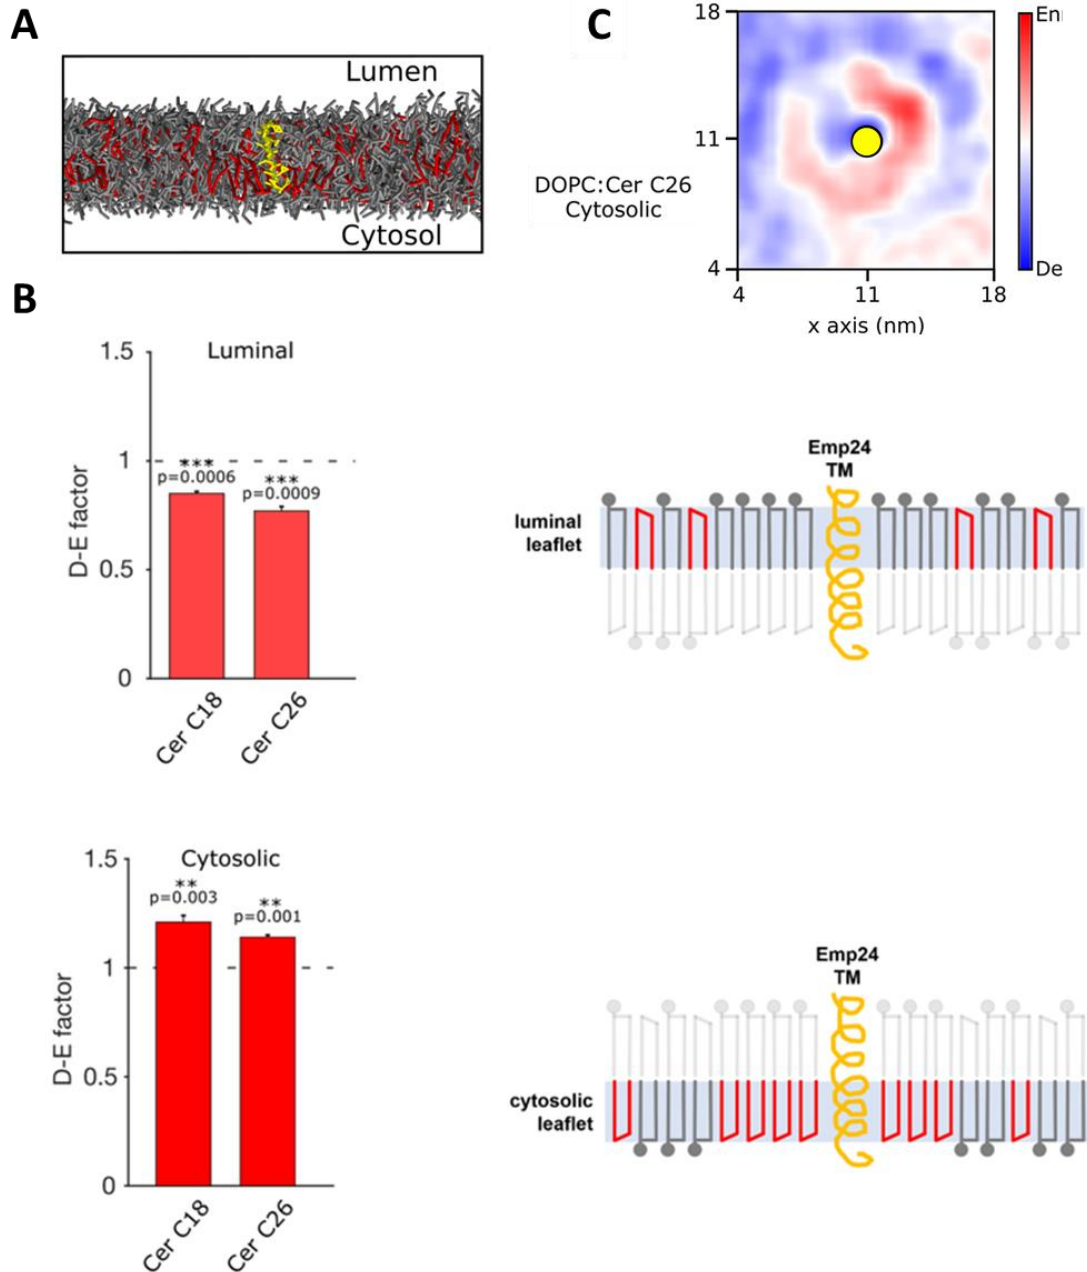 A
Lumen
Cytosol
C
18
11
4
4
11
18
x axis (nm)
DOPC:Cer C26
Cytosolic
En
De
B
Luminal
1.5
1
0.5
0
D-E factor
***
p=0.0006
***
p=0.0009
Cer C18
Cer C26
Emp24
TM
luminal
leaflet
Cytosolic
1.5
1
0.5
0
D-E factor
**
p=0.003
**
p=0.001
Cer C18
Cer C26
Emp24
TM
cytosolic
leaflet